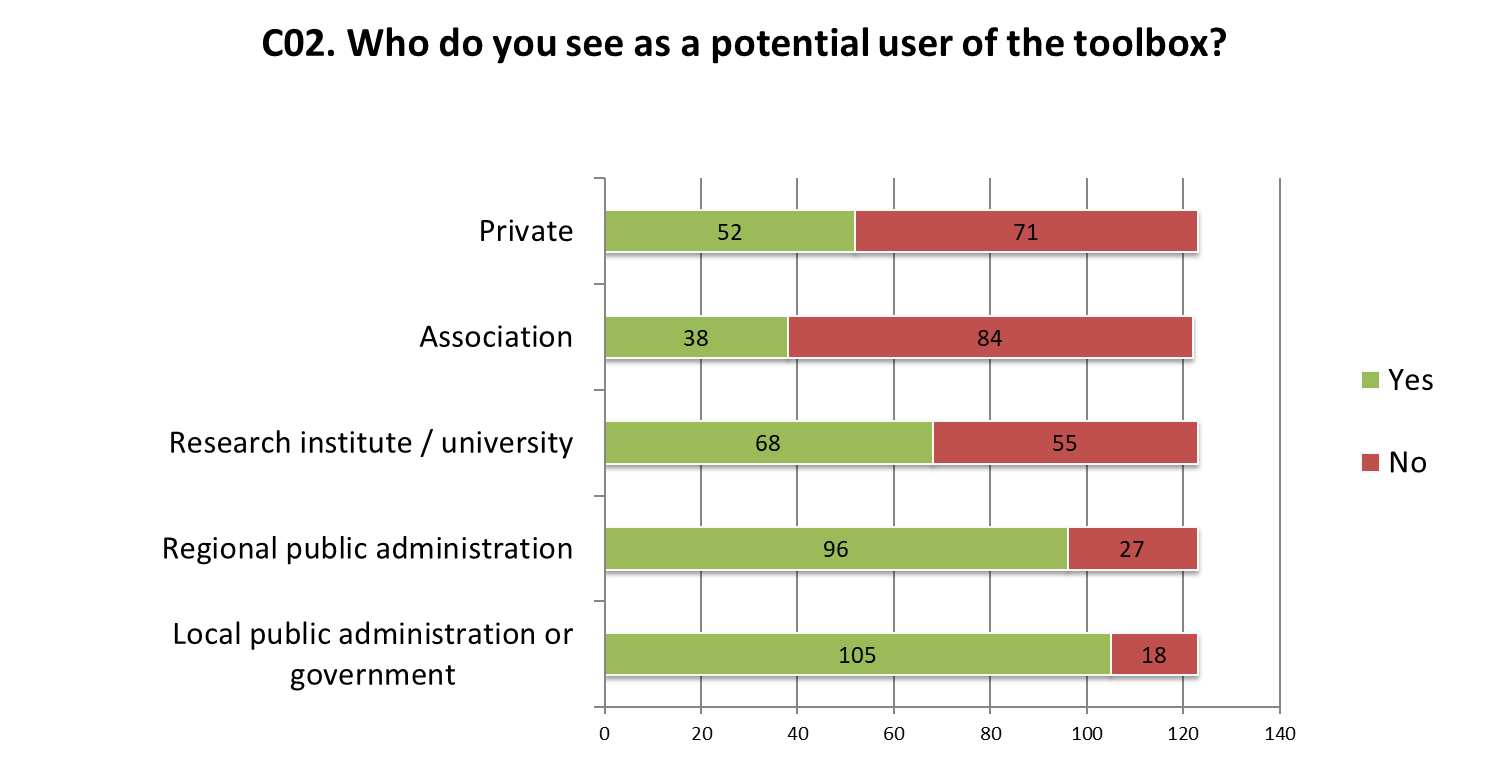 C02. Who do you see as a potential user of the toolbox?
Private
52
71
Association
38
84
Research institute / university
68
55
Regional public administration
96
27
Local public administration or
government
105
18
0
20
40
60
80
100
120
140
Yes
No